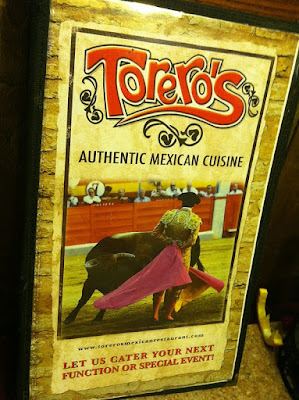 Torero's
AUTHENTIC MEXICAN CUISINE
www.torerosmexicanrestaurant.com
LET US CATER YOUR NEXT
FUNCTION OR SPECIAL EVENT!